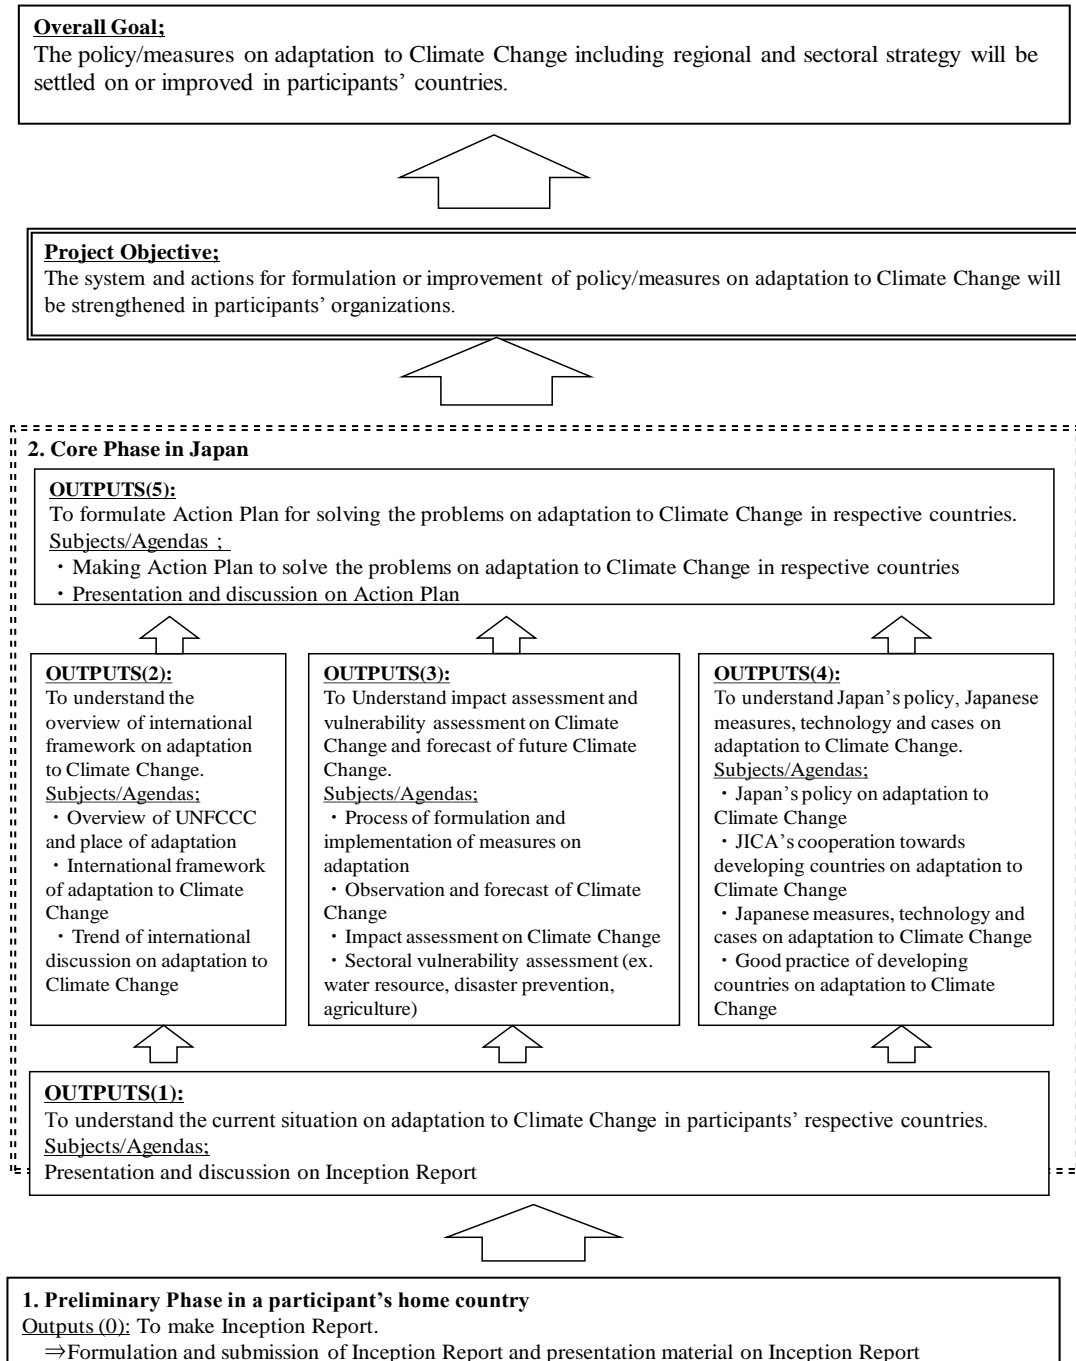 Overall Goal;
The policy/measures on adaptation to Climate Change including regional and sectoral strategy will be
settled on or improved in participants' countries.
Project Objective;
The system and actions for formulation or improvement of policy/measures on adaptation to Climate Change will
be strengthened in participants' organizations.
2. Core Phase in Japan
OUTPUTS(5):
To formulate Action Plan for solving the problems on adaptation to Climate Change in respective countries.
Subjects/Agendas ;
・Making Action Plan to solve the problems on adaptation to Climate Change in respective countries
・Presentation and discussion on Action Plan
OUTPUTS(2):
To understand the
overview of international
framework on adaptation
to Climate Change.
Subjects/Agendas;
・Overview of UNFCCC
and place of adaptation
・International framework
of adaptation to Climate
Change
・Trend of international
discussion on adaptation to
Climate Change
OUTPUTS(3):
To Understand impact assessment and
vulnerability assessment on Climate
Change and forecast of future Climate
Change.
Subjects/Agendas;
・Process of formulation and
implementation of measures on
adaptation
・Observation and forecast of Climate
Change
・Impact assessment on Climate Change
・Sectoral vulnerability assessment (ex.
water resource, disaster prevention,
agriculture)
OUTPUTS(4):
To understand Japan's policy, Japanese
measures, technology and cases on
adaptation to Climate Change.
Subjects/Agendas;
・Japan's policy on adaptation to
Climate Change
・JICA's cooperation towards
developing countries on adaptation to
Climate Change
・Japanese measures, technology and
cases on adaptation to Climate Change
・Good practice of developing
countries on adaptation to Climate
Change
OUTPUTS(1):
To understand the current situation on adaptation to Climate Change in participants' respective countries.
Subjects/Agendas;
Presentation and discussion on Inception Report
1. Preliminary Phase in a participant's home country
Outputs (0): To make Inception Report.
⇒Formulation and submission of Inception Report and presentation material on Inception Report